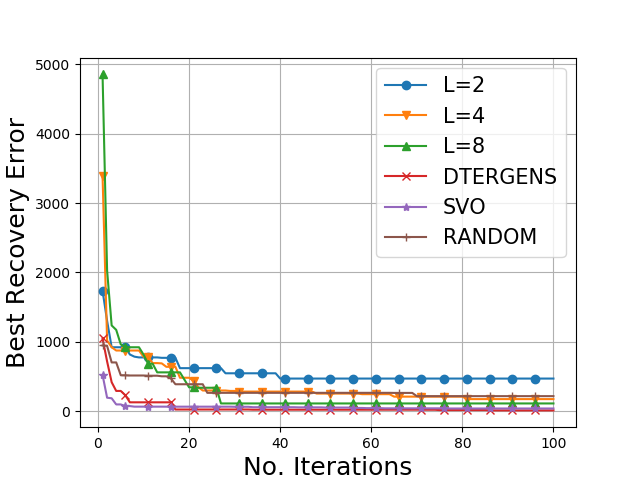 5000
4000
3000
2000
1000
0
Best Recovery Error
0
20
40
60
80
100
No. Iterations
L=2
L=4
L=8
DTERGENS
SVO
RANDOM